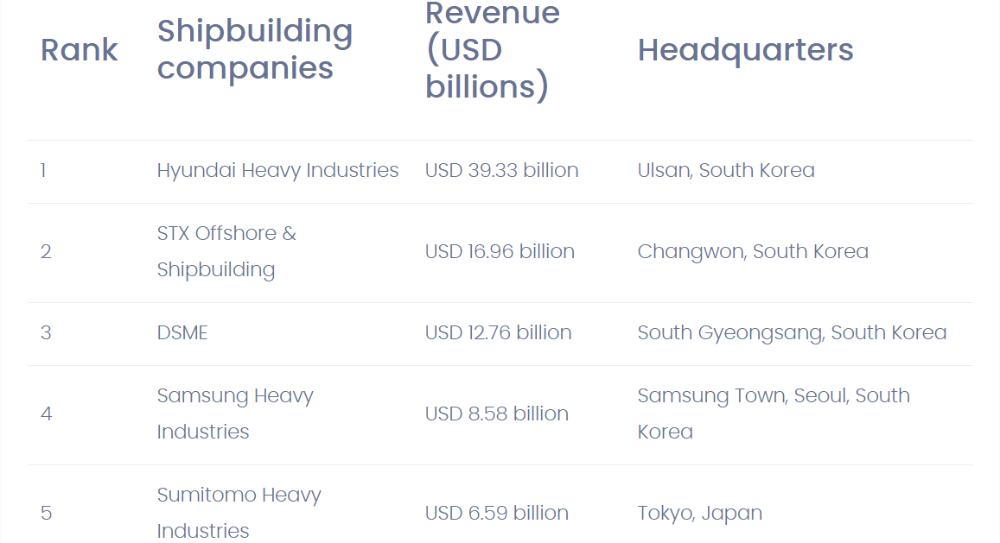 Rank
Shipbuilding
companies
Revenue
(USD
billions)
Headquarters
1
Hyundai Heavy Industries
USD 39.33 billion
Ulsan, South Korea
2
STX Offshore &
Shipbuilding
USD 16.96 billion
Changwon, South Korea
3
DSME
USD 12.76 billion
South Gyeongsang, South Korea
4
Samsung Heavy
Industries
USD 8.58 billion
Samsung Town, Seoul, South
Korea
5
Sumitomo Heavy
Industries
USD 6.59 billion
Tokyo, Japan